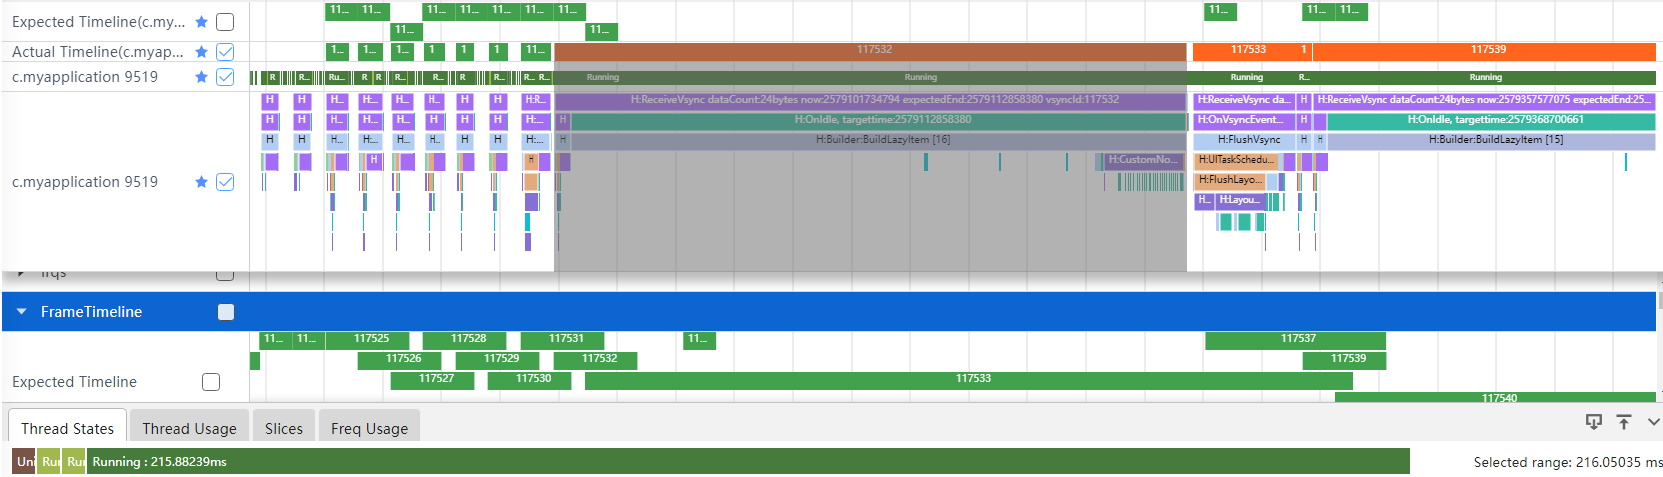 11... 11... 11... 11... 11... 11...
Expected Timeline(c.my... 11... 11... 11... 11...
11... 11...
Actual Timeline(c.myap... 1... 1... 1... 1 1 1 11... 117532 117533 1 117539
c.myapplication 9519 R Ru... R R R... R... R R... R... R... Running Running Running R... Running
H H H... H:... H... H... H H H:R... H:ReceiveVsync dataCount:24bytes now:2579101734794 expectedEnd:2579112858380 vsyncId:117532 H:ReceiveVsync da... H H:ReceiveVsync dataCount:24bytes now:2579357577075 expectedEnd:25...
H H H... H:... H... H... H H H:... H H:OnIdle, targettime:2579112858380 H:OnVsyncEvent... H H:OnIdle, targettime:2579368700661
H H H... H:... H... H... H H H:... H H:Builder:BuildLazyItem [16] H:FlushVsync H H:Builder:BuildLazyItem [15]
H H H:CustomNo... H:UITaskSchedu...
c.myapplication 9519 H:FlushLayo...
H... H:Layou...
Irqs
FrameTimeline
11... 11... 117525 117528 117531 11... 117537
117526 117529 117532 117539
Expected Timeline 117527 117530 117533
117540
Thread States Thread Usage Slices Freq Usage
Uni Rur Rur Running : 215.88239ms Selected range: 216.05035 ms